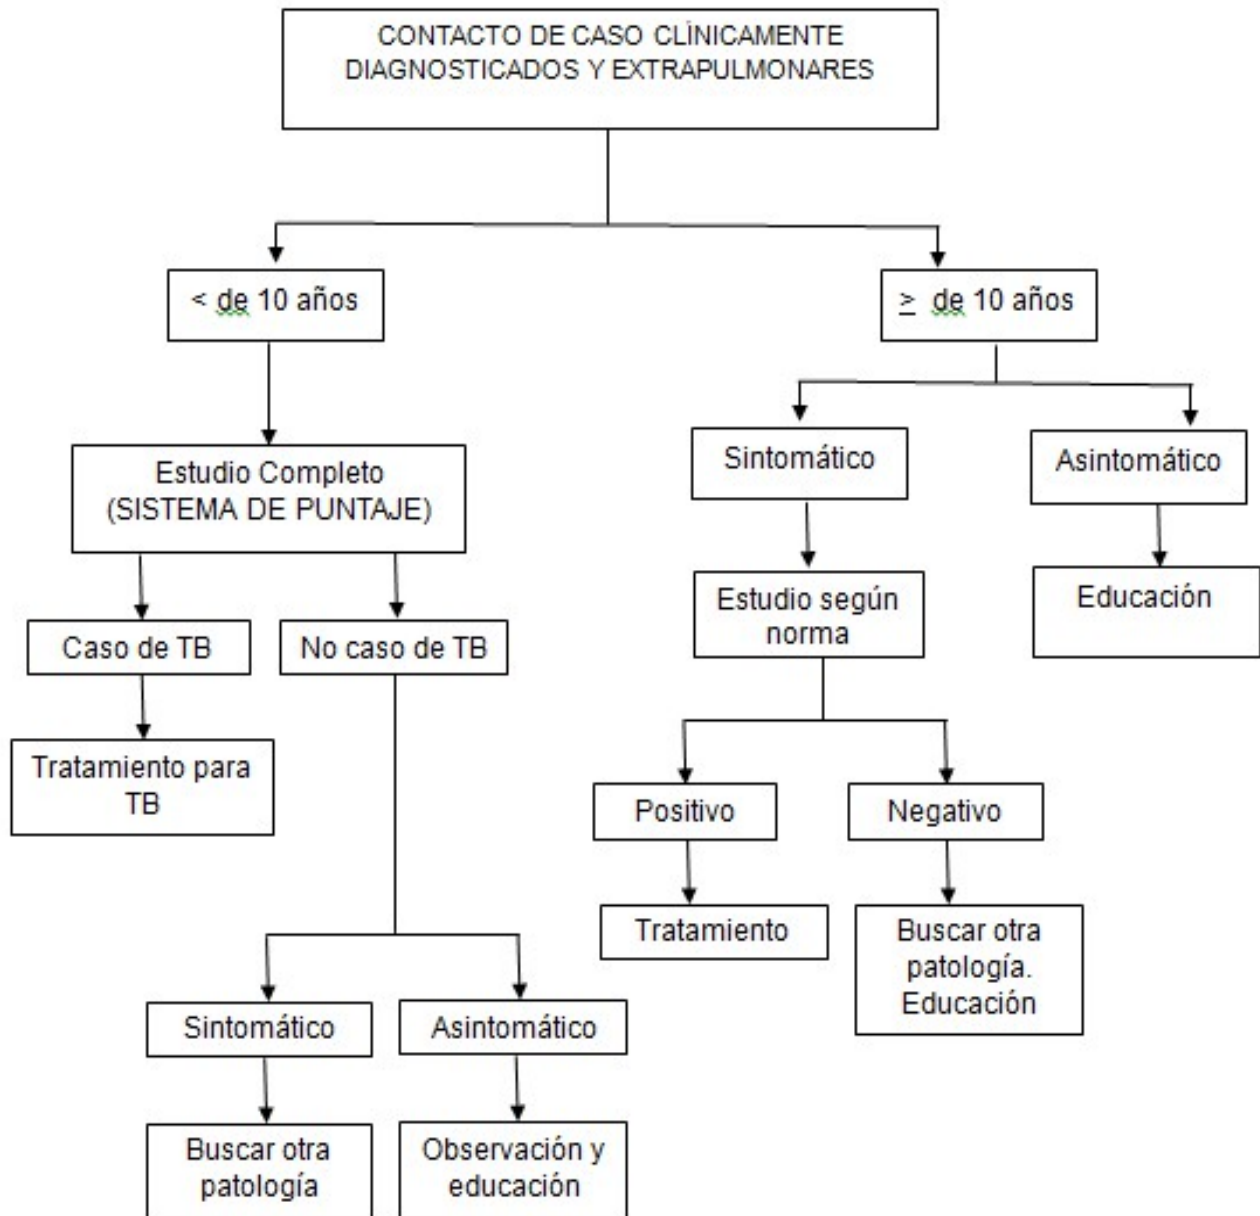 CONTACTO DE CASO CLÍNICAMENTE
DIAGNOSTICADOS Y EXTRAPULMONARES
< de 10 años
≥ de 10 años
Estudio Completo
(SISTEMA DE PUNTAJE)
Sintomático
Asintomático
Estudio según
norma
Educación
Caso de TB
No caso de TB
Tratamiento para
TB
Positivo
Negativo
Tratamiento
Buscar otra
patología.
Educación
Sintomático
Asintomático
Buscar otra
patología
Observación y
educación